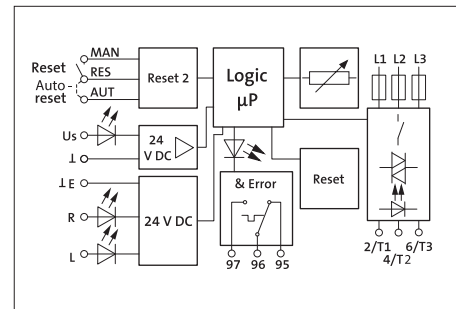 MAN
Reset
RES
Auto
reset
AUT
Reset 2
Logic
µP
L1 L2 L3
Us
⊥
24
V DC
⊥E
R
L
24 V DC
& Error
97 96 95
Reset
2/T1 6/T3
4/T2